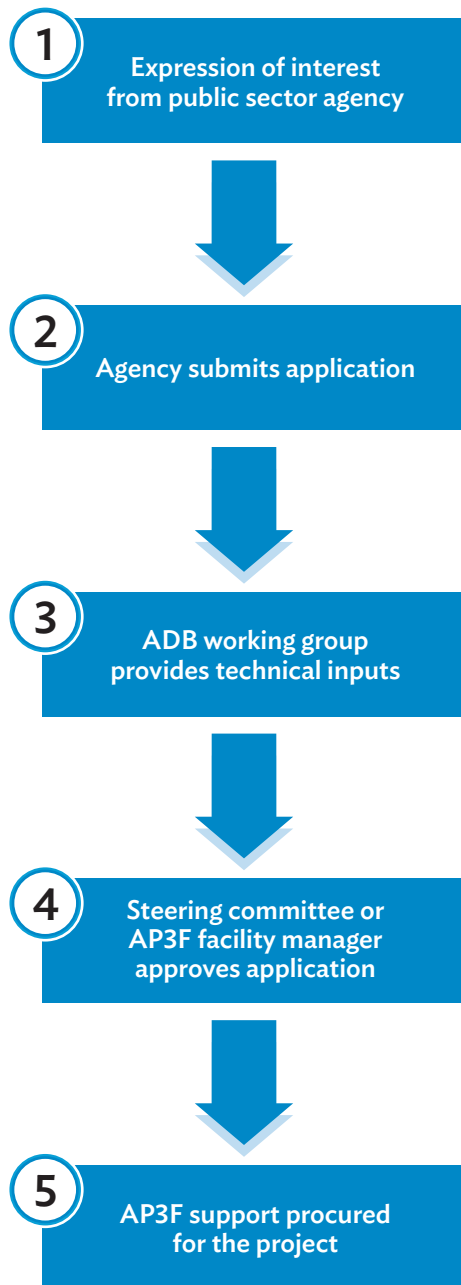 1
Expression of interest
from public sector agency
2
Agency submits application
3
ADB working group
provides technical inputs
4
Steering committee or
AP3F facility manager
approves application
5
AP3F support procured
for the project